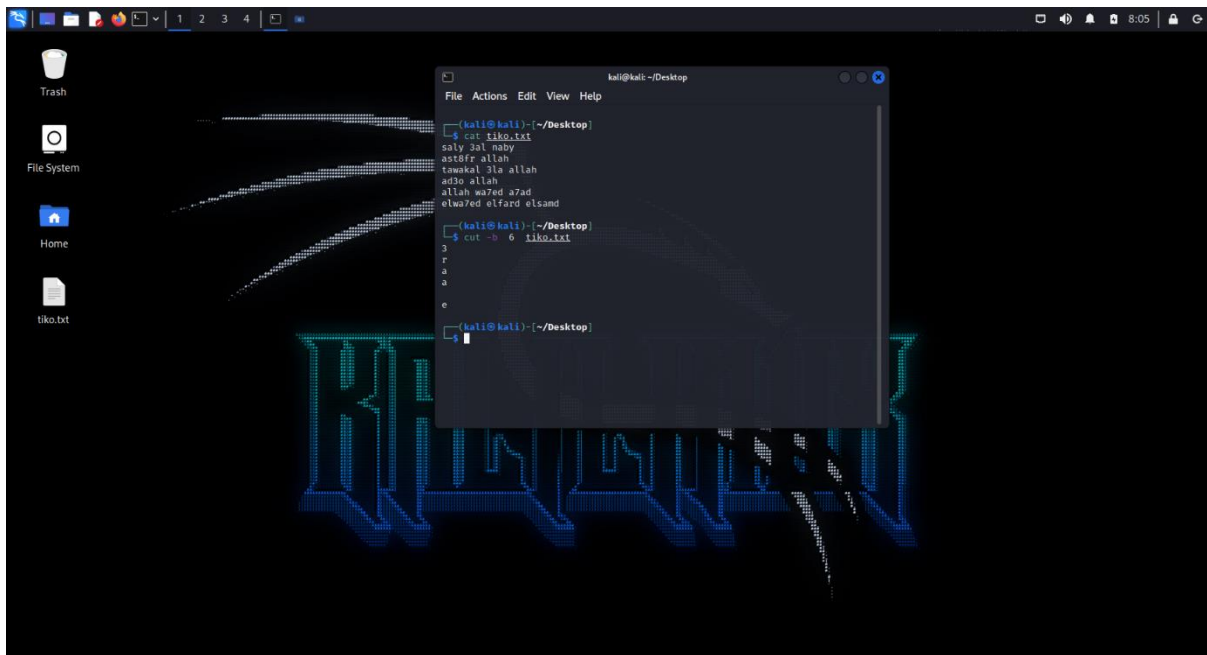 1 2 3 4
8:05
Trash
File System
Home
tiko.txt
kali@kali: ~/Desktop
File Actions Edit View Help
┌──(kali㉿kali)-[~/Desktop]
└─$ cat tiko.txt
saly 3al naby
ast8fr allah
tawakal 3la allah
ad3o allah
allah wa7ed a7ad
elwa7ed elfard elsamd
┌──(kali㉿kali)-[~/Desktop]
└─$ cut -b 6 tiko.txt
3
r
a
a
e
┌──(kali㉿kali)-[~/Desktop]
└─$
KALI LINUX